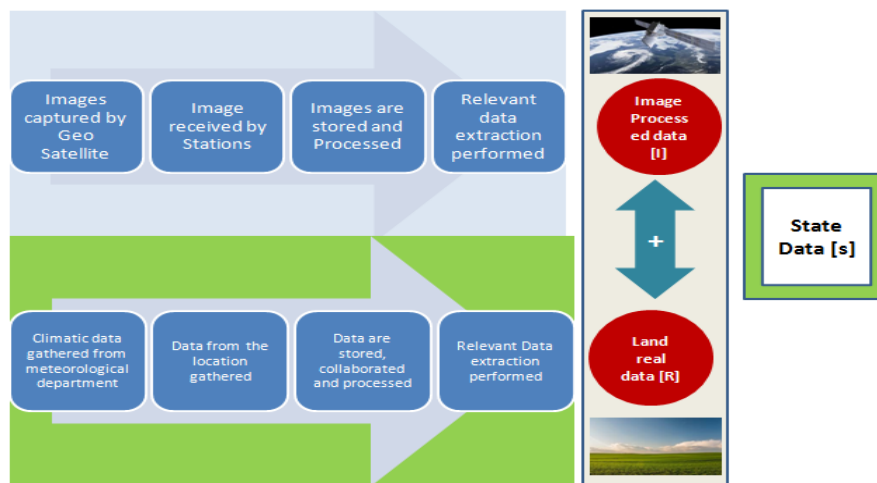 Images
captured by
Geo
Satellite
Image
received by
Stations
Images are
stored and
Processed
Relevant
data
extraction
performed
Image
Process
ed data
[I]
+
State
Data [s]
Climatic data
gathered from
meteorological
department
Data from the
location
gathered
Data are
stored,
collaborated
and processed
Relevant Data
extraction
performed
Land
real
data [R]